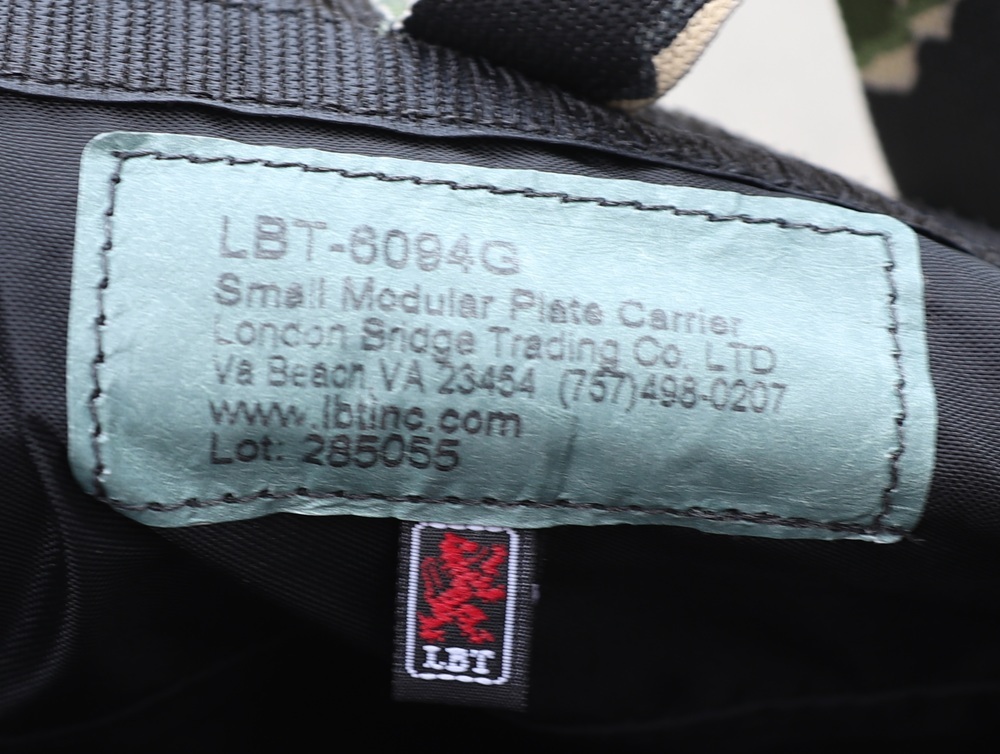 LBT-6094G
Small Modular Plate Carrier
London Bridge Trading Co. LTD
Va Beach, VA 23454 (757)498-0207
www.lbtinc.com
Lot: 285055
LBT